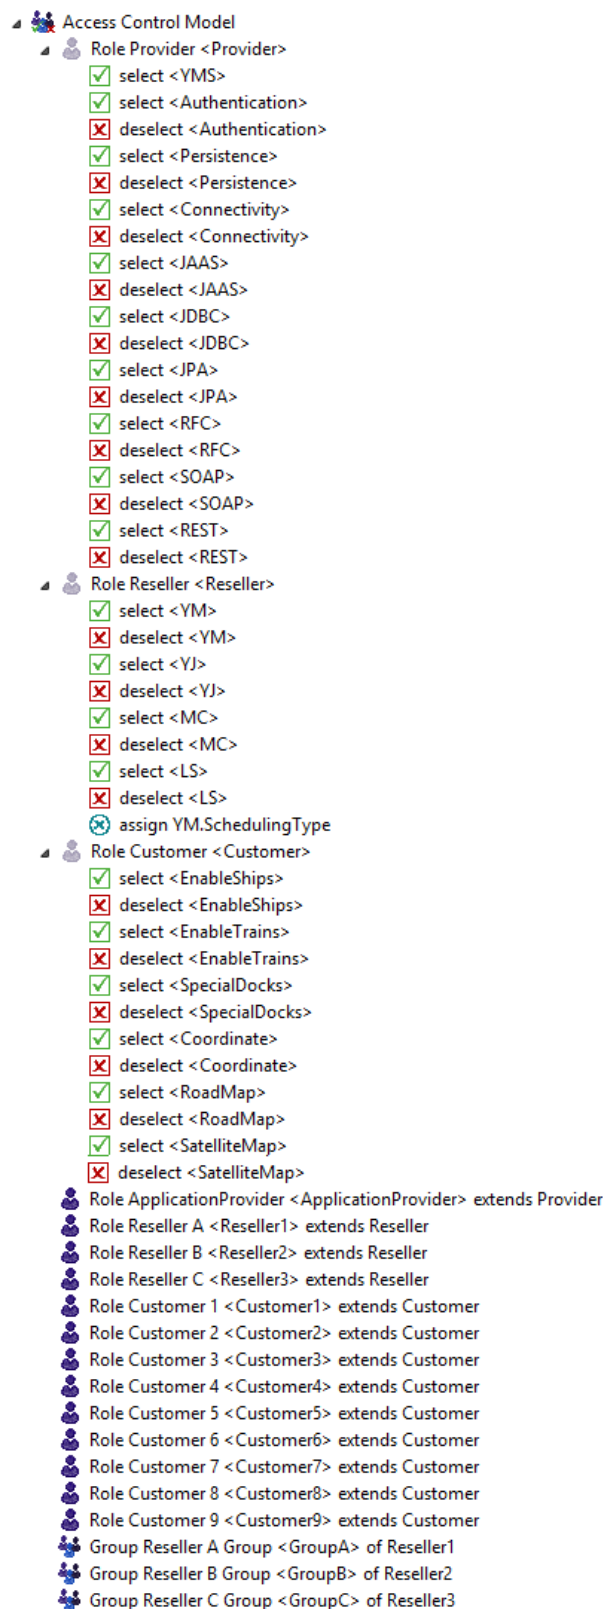 Access Control Model
Role Provider <Provider>
select <YMS>
select <Authentication>
deselect <Authentication>
select <Persistence>
deselect <Persistence>
select <Connectivity>
deselect <Connectivity>
select <JAAS>
deselect <JAAS>
select <JDBC>
deselect <JDBC>
select <JPA>
deselect <JPA>
select <RFC>
deselect <RFC>
select <SOAP>
deselect <SOAP>
select <REST>
deselect <REST>
Role Reseller <Reseller>
select <YM>
deselect <YM>
select <YJ>
deselect <YJ>
select <MC>
deselect <MC>
select <LS>
deselect <LS>
assign YM.SchedulingType
Role Customer <Customer>
select <EnableShips>
deselect <EnableShips>
select <EnableTrains>
deselect <EnableTrains>
select <SpecialDocks>
deselect <SpecialDocks>
select <Coordinate>
deselect <Coordinate>
select <RoadMap>
deselect <RoadMap>
select <SatelliteMap>
deselect <SatelliteMap>
Role ApplicationProvider <ApplicationProvider> extends Provider
Role Reseller A <Reseller1> extends Reseller
Role Reseller B <Reseller2> extends Reseller
Role Reseller C <Reseller3> extends Reseller
Role Customer 1 <Customer1> extends Customer
Role Customer 2 <Customer2> extends Customer
Role Customer 3 <Customer3> extends Customer
Role Customer 4 <Customer4> extends Customer
Role Customer 5 <Customer5> extends Customer
Role Customer 6 <Customer6> extends Customer
Role Customer 7 <Customer7> extends Customer
Role Customer 8 <Customer8> extends Customer
Role Customer 9 <Customer9> extends Customer
Group Reseller A Group <GroupA> of Reseller1
Group Reseller B Group <GroupB> of Reseller2
Group Reseller C Group <GroupC> of Reseller3